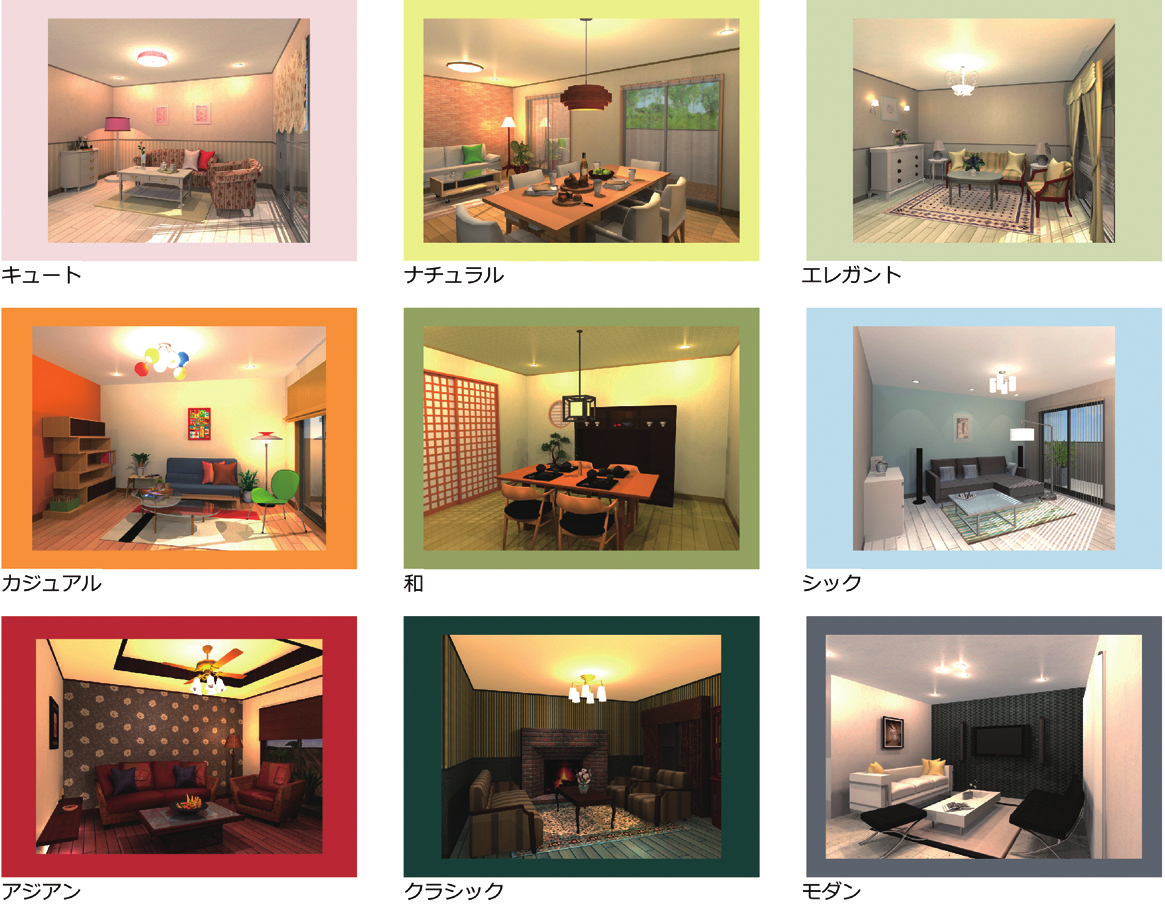 キュート
ナチュラル
エレガント
カジュアル
和
シック
アジアン
クラシック
モダン